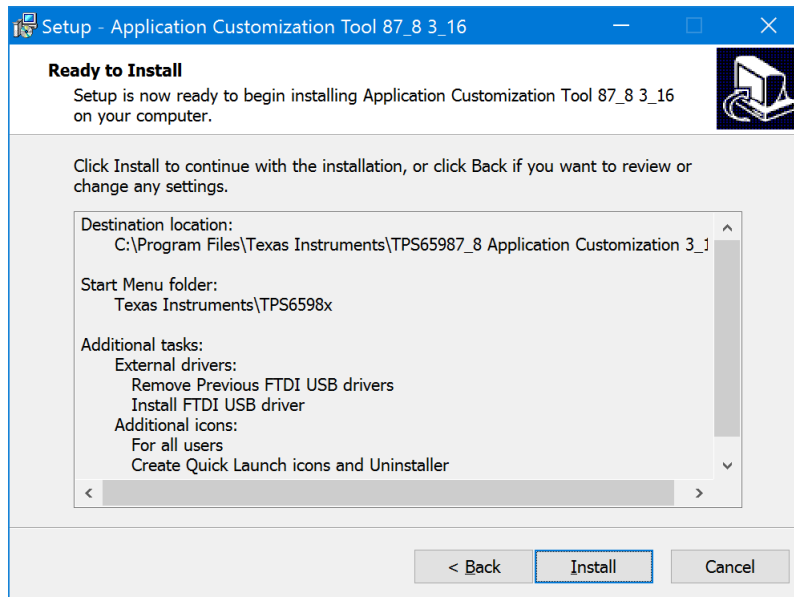 Setup - Application Customization Tool 87_8 3_16
Ready to Install
Setup is now ready to begin installing Application Customization Tool 87_8 3_16
on your computer.
Click Install to continue with the installation, or click Back if you want to review or
change any settings.
Destination location:
C:\Program Files\Texas Instruments\TPS65987_8 Application Customization 3_1
Start Menu folder:
Texas Instruments\TPS6598x
Additional tasks:
External drivers:
Remove Previous FTDI USB drivers
Install FTDI USB driver
Additional icons:
For all users
Create Quick Launch icons and Uninstaller
< Back
Install
Cancel